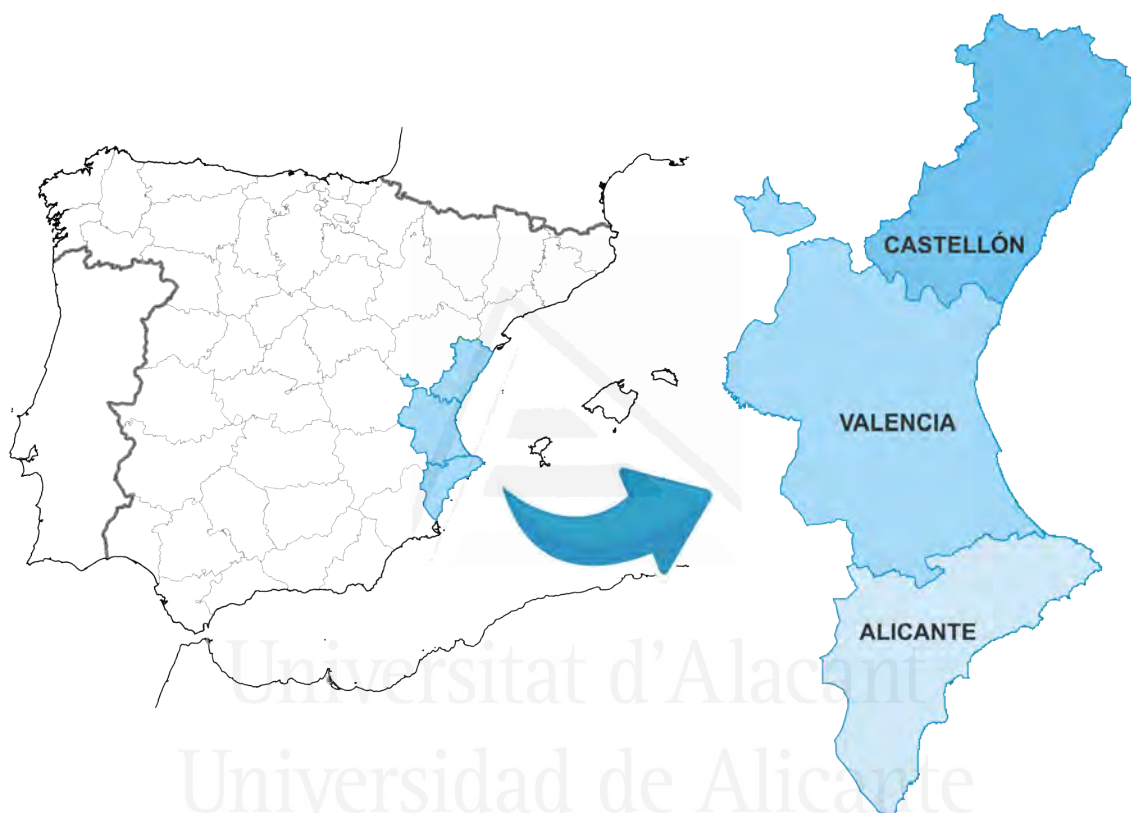 CASTELLÓN
VALENCIA
ALICANTE
Universitat d'Alacant
Universidad de Alicante